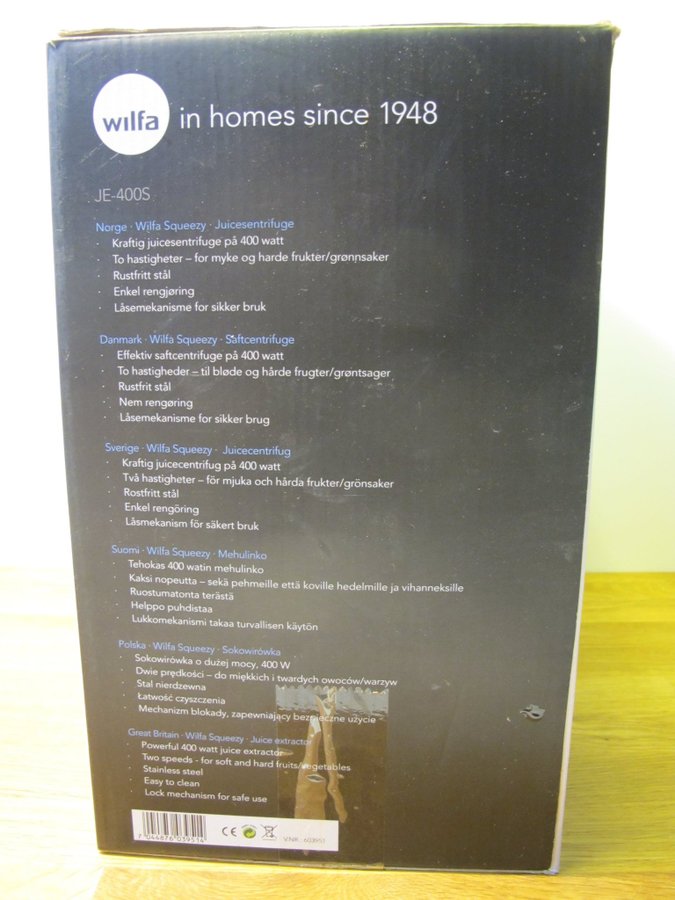 wilfa in homes since 1948
JE-400S
Norge · Wilfa Squeezy · Juicesentrifuge
· Kraftig juicesentrifuge på 400 watt
· To hastigheter – for myke og harde frukter/grønnsaker
· Rustfritt stål
· Enkel rengjøring
· Låsemekanisme for sikker bruk
Danmark · Wilfa Squeezy · Saftcentrifuge
· Effektiv saftcentrifuge på 400 watt
· To hastigheder – til bløde og hårde frugter/grøntsager
· Rustfrit stål
· Nem rengøring
· Låsemekanisme for sikker brug
Sverige · Wilfa Squeezy · Juicecentrifug
· Kraftig juicecentrifug på 400 watt
· Två hastigheter – för mjuka och hårda frukter/grönsaker
· Rostfritt stål
· Enkel rengöring
· Låsmekanism för säkert bruk
Suomi · Wilfa Squeezy · Mehulinko
· Tehokas 400 watin mehulinko
· Kaksi nopeutta – sekä pehmeille että koville hedelmille ja vihanneksille
· Ruostumatonta terästä
· Helppo puhdistaa
· Lukkomekanismi takaa turvallisen käytön
Polska · Wilfa Squeezy · Sokowirówka
· Sokowirówka o dużej mocy, 400 W
· Dwie prędkości – do miękkich i twardych owoców/warzyw
· Stal nierdzewna
· Łatwość czyszczenia
· Mechanizm blokady, zapewniający bezpieczne użycie
Great Britain · Wilfa Squeezy · Juice extractor
· Powerful 400 watt juice extractor
· Two speeds - for soft and hard fruits/vegetables
· Stainless steel
· Easy to clean
· Lock mechanism for safe use
7 044876 039514
CE
V.NR.: 603951